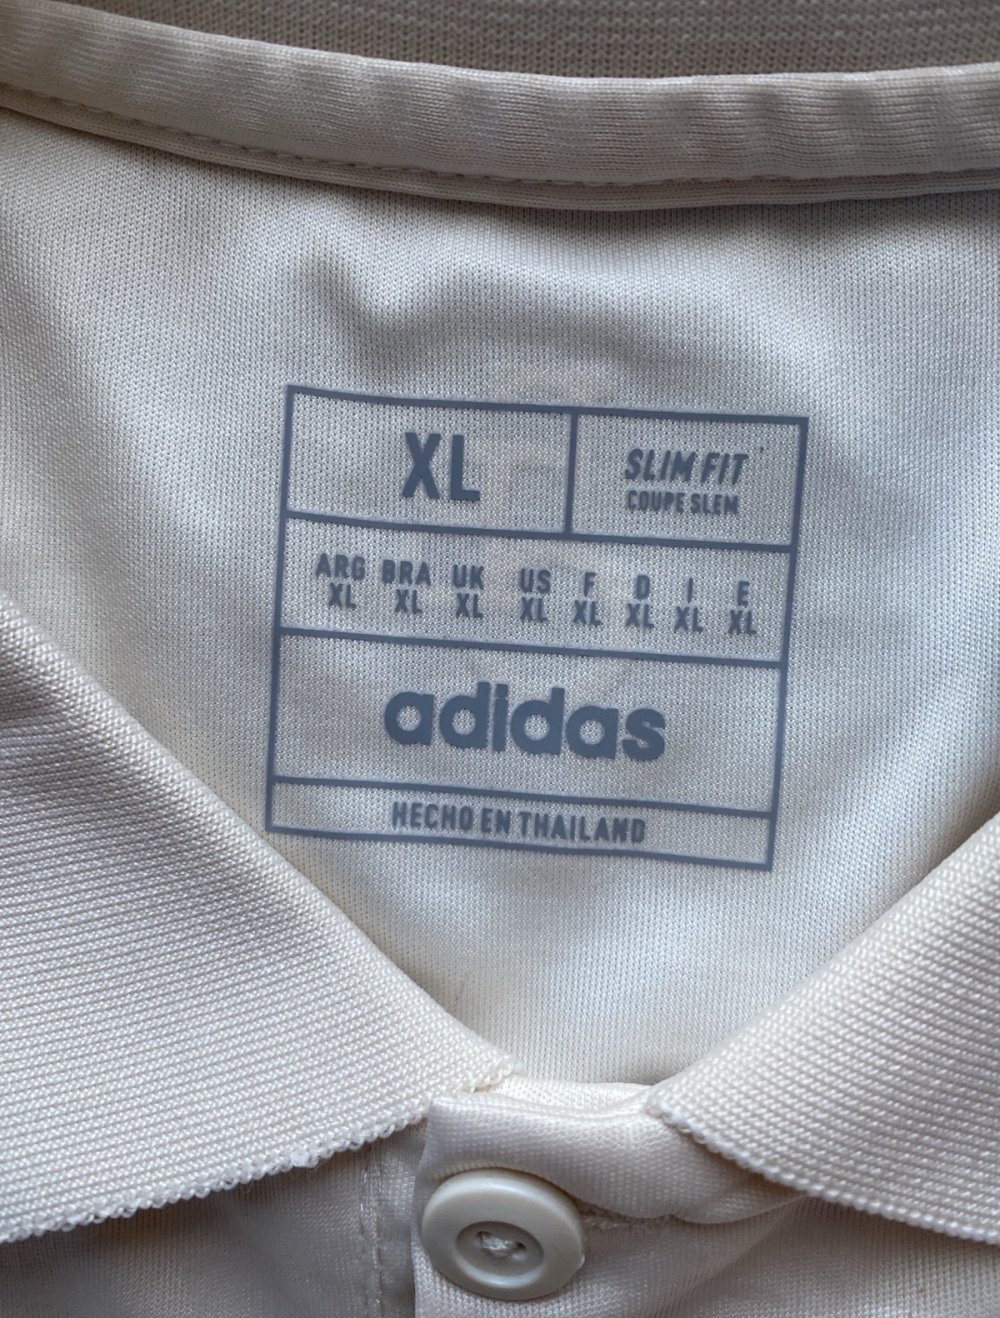 XL
SLIM FIT
COUPE SLEM
ARG BRA UK US F D I E
XL XL XL XL XL XL XL XL
adidas
HECHO EN THAILAND